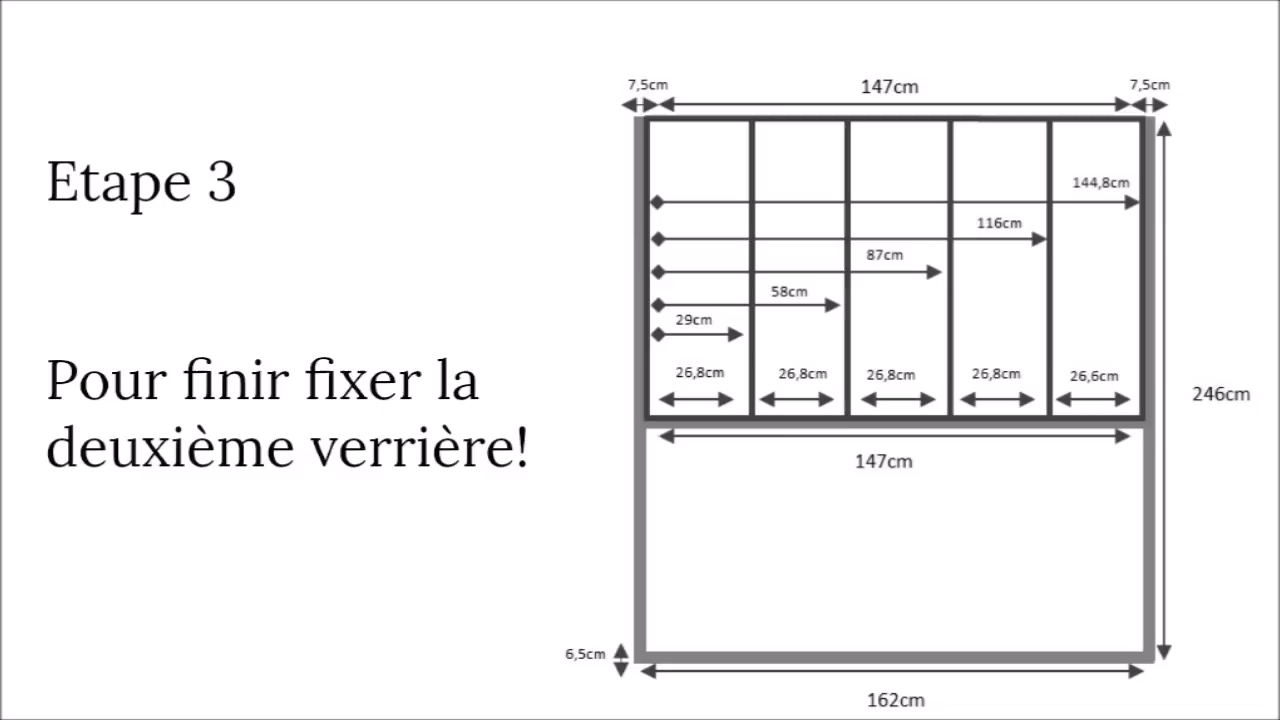 Etape 3
Pour finir fixer la
deuxième verrière!
7,5cm
147cm
7,5cm
144,8cm
116cm
87cm
58cm
29cm
26,8cm
26,8cm
26,8cm
26,8cm
26,6cm
246cm
147cm
6,5cm
162cm